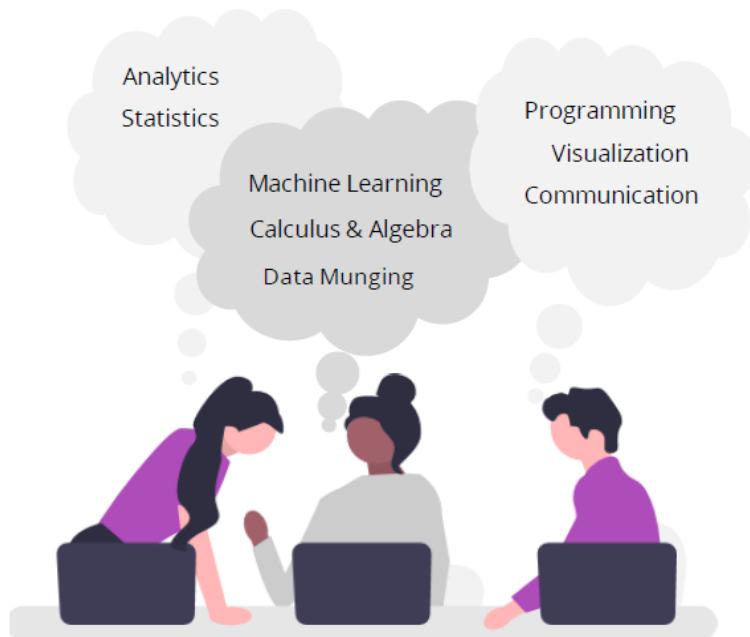 Analytics
Statistics
Machine Learning
Calculus & Algebra
Data Munging
Programming
Visualization
Communication